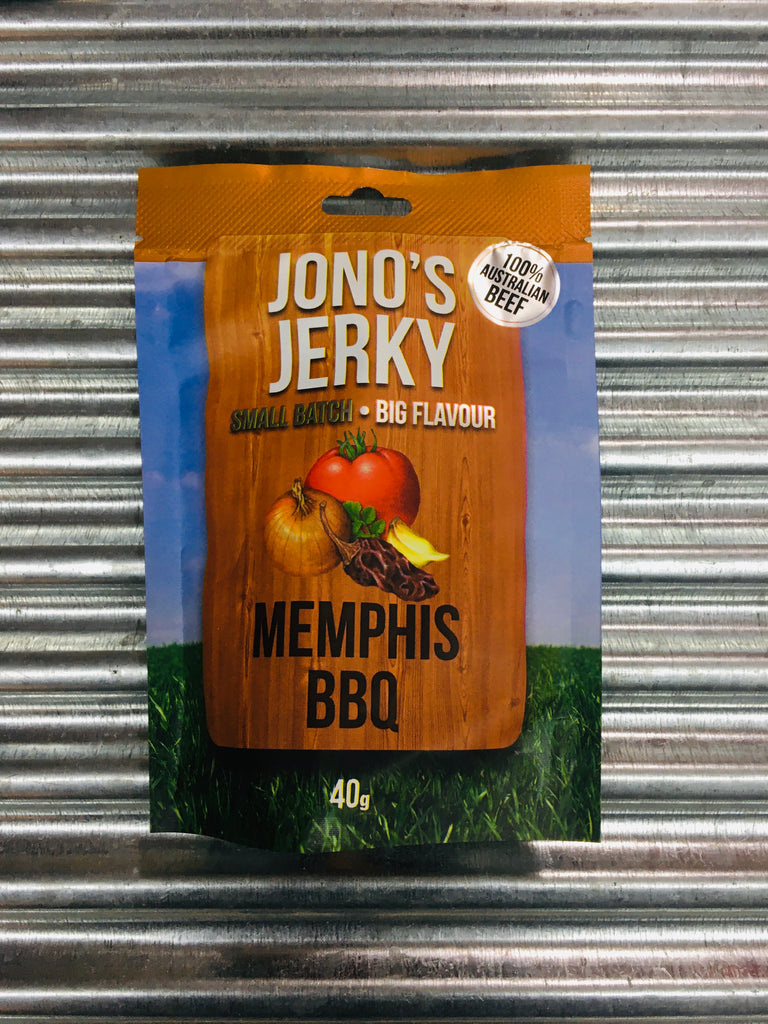 JONO'S
JERKY
100%
AUSTRALIAN
BEEF
SMALL BATCH • BIG FLAVOUR
MEMPHIS
BBQ
40g